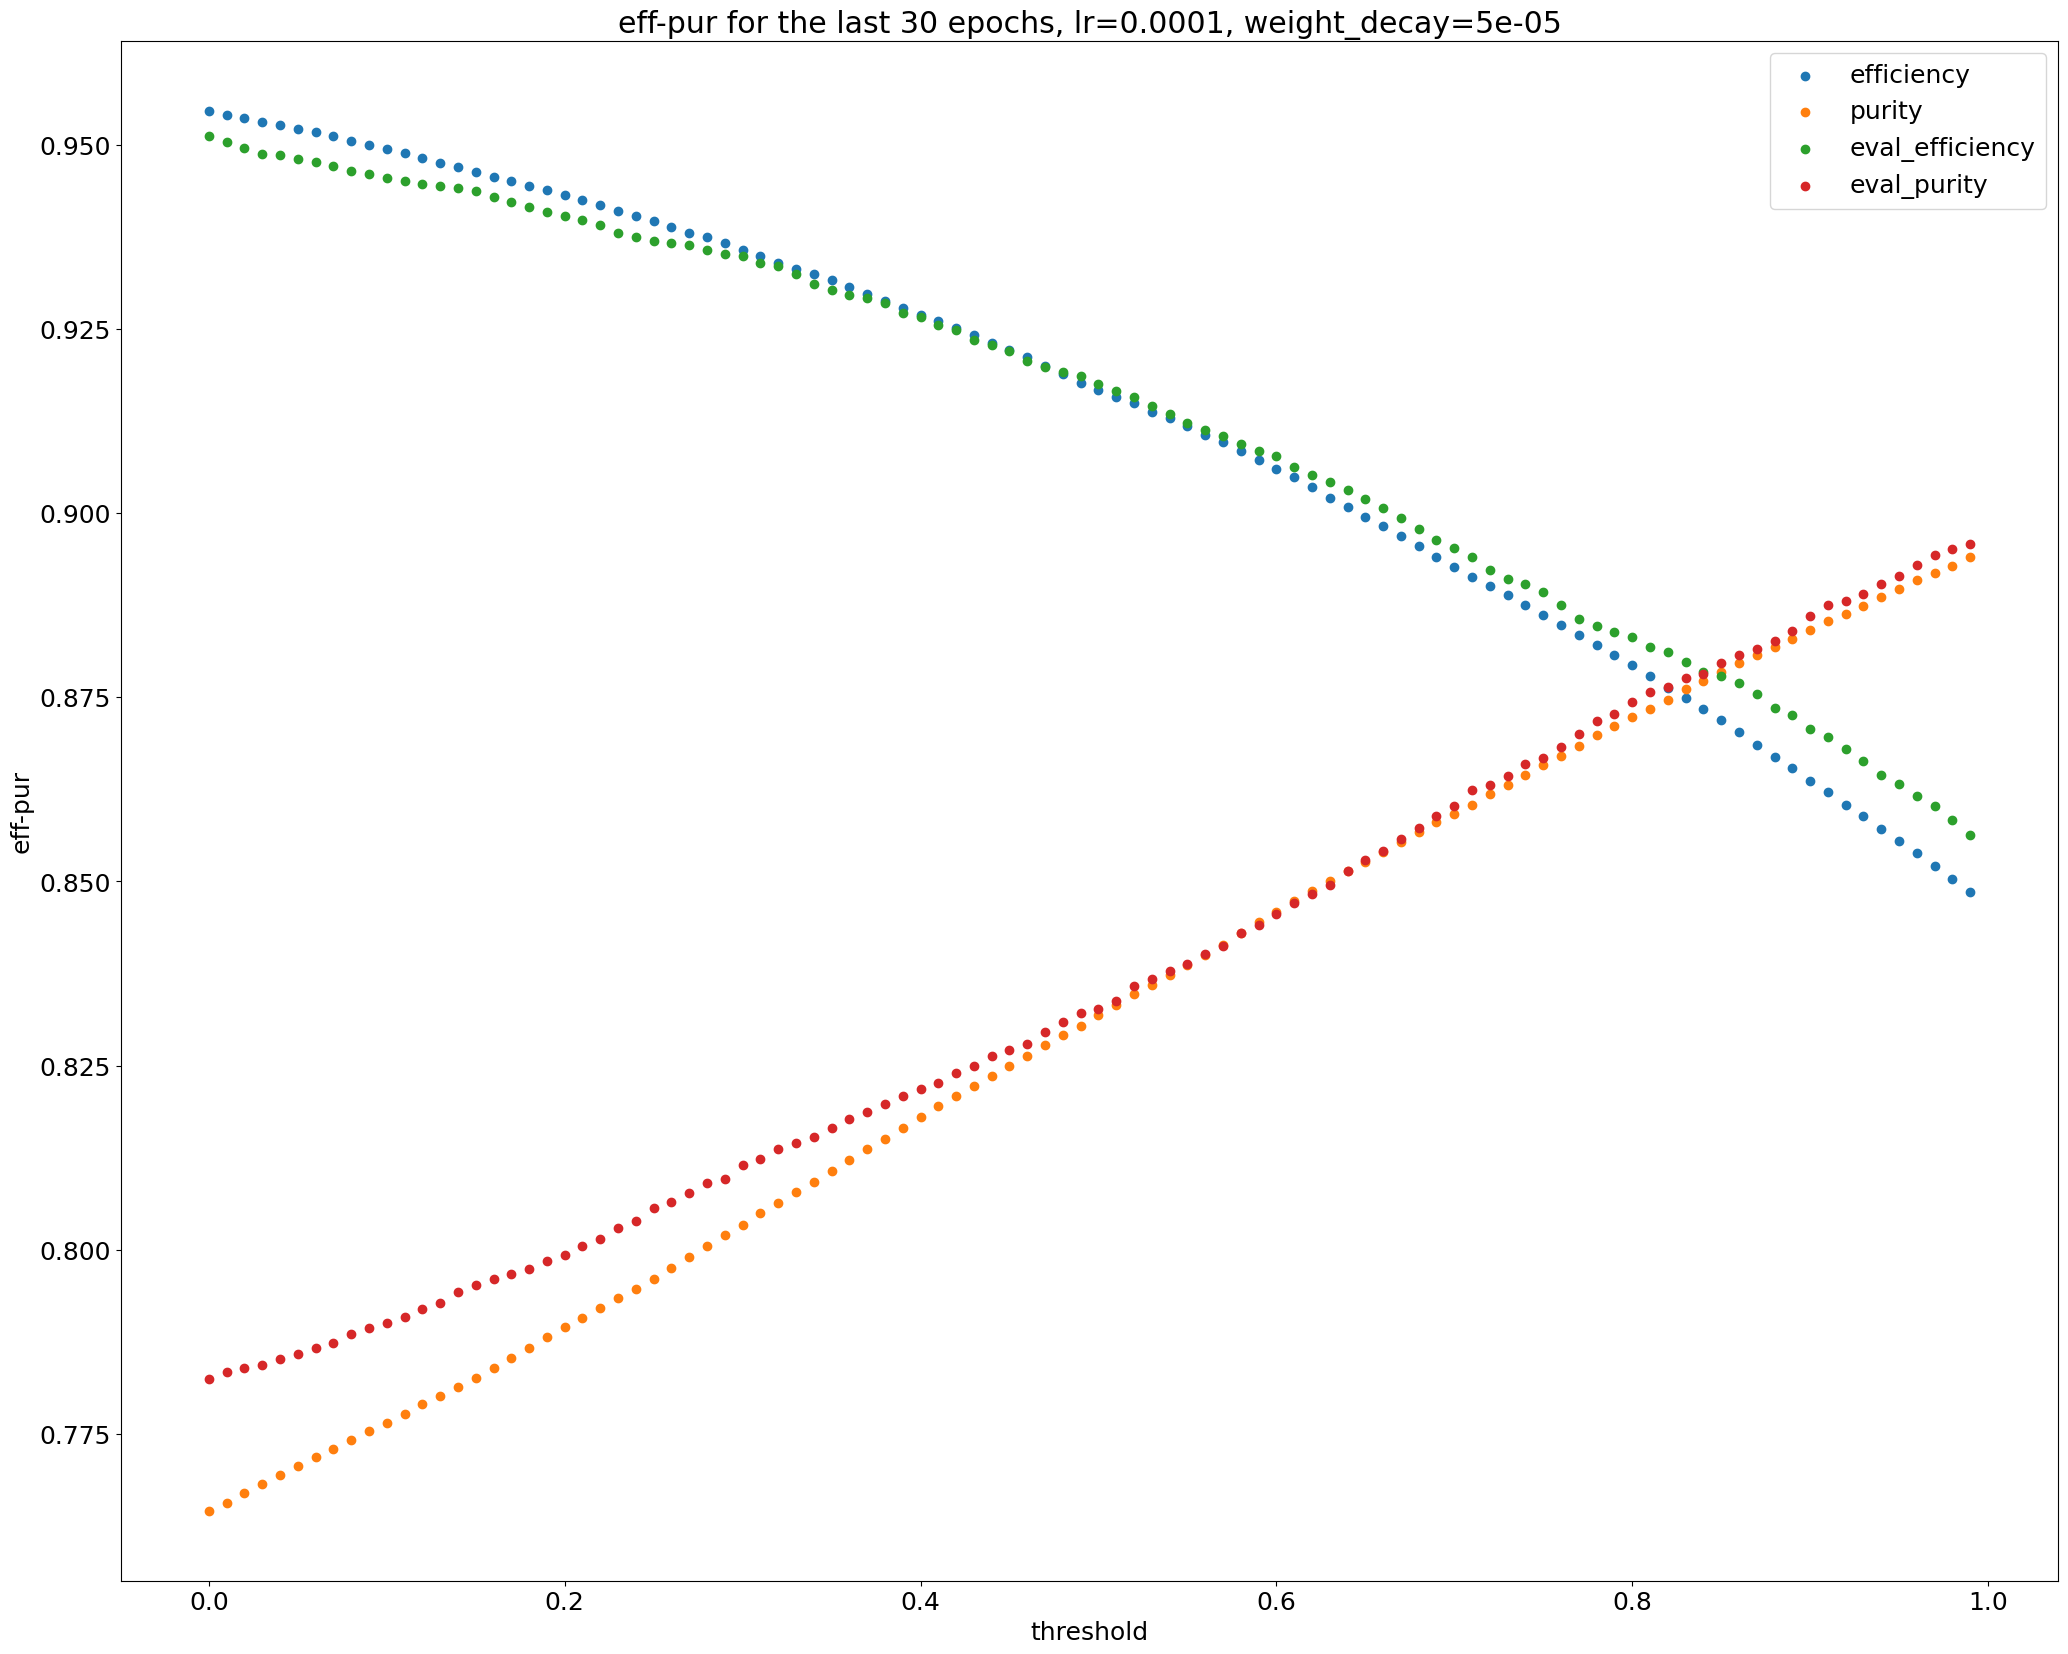 eff-pur for the last 30 epochs, lr=0.0001, weight_decay=5e-05
efficiency
purity
eval_efficiency
eval_purity
0.950
0.925
0.900
0.875
0.850
0.825
0.800
0.775
eff-pur
0.0 0.2 0.4 0.6 0.8 1.0
threshold